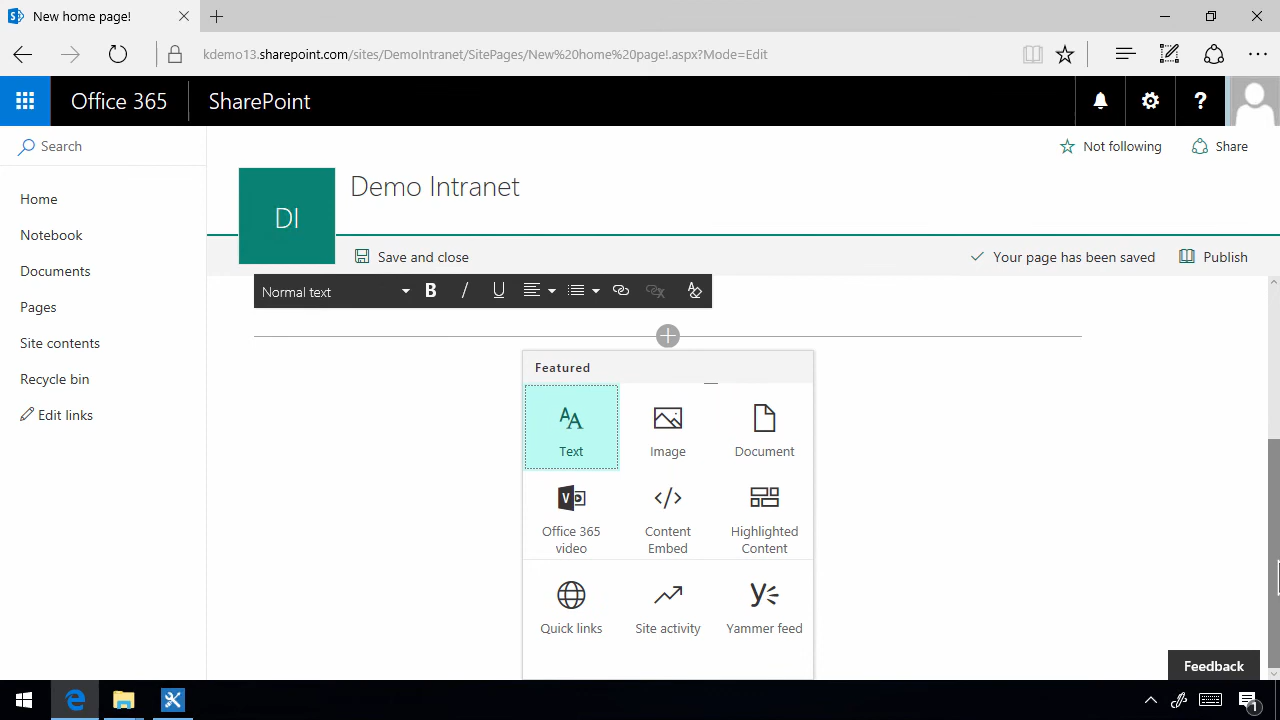 New home page!
kdemo13.sharepoint.com/sites/DemoIntranet/SitePages/New%20home%20page!.aspx?Mode=Edit
Office 365
SharePoint
Search
Not following
Share
Home
Notebook
Documents
Pages
Site contents
Recycle bin
Edit links
DI
Demo Intranet
Save and close
Your page has been saved
Publish
Normal text
B
/
U
Featured
Text
Image
Document
Office 365
video
Content
Embed
Highlighted
Content
Quick links
Site activity
Yammer feed
Feedback
1